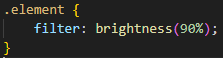 .element {
    filter: brightness(90%);
}